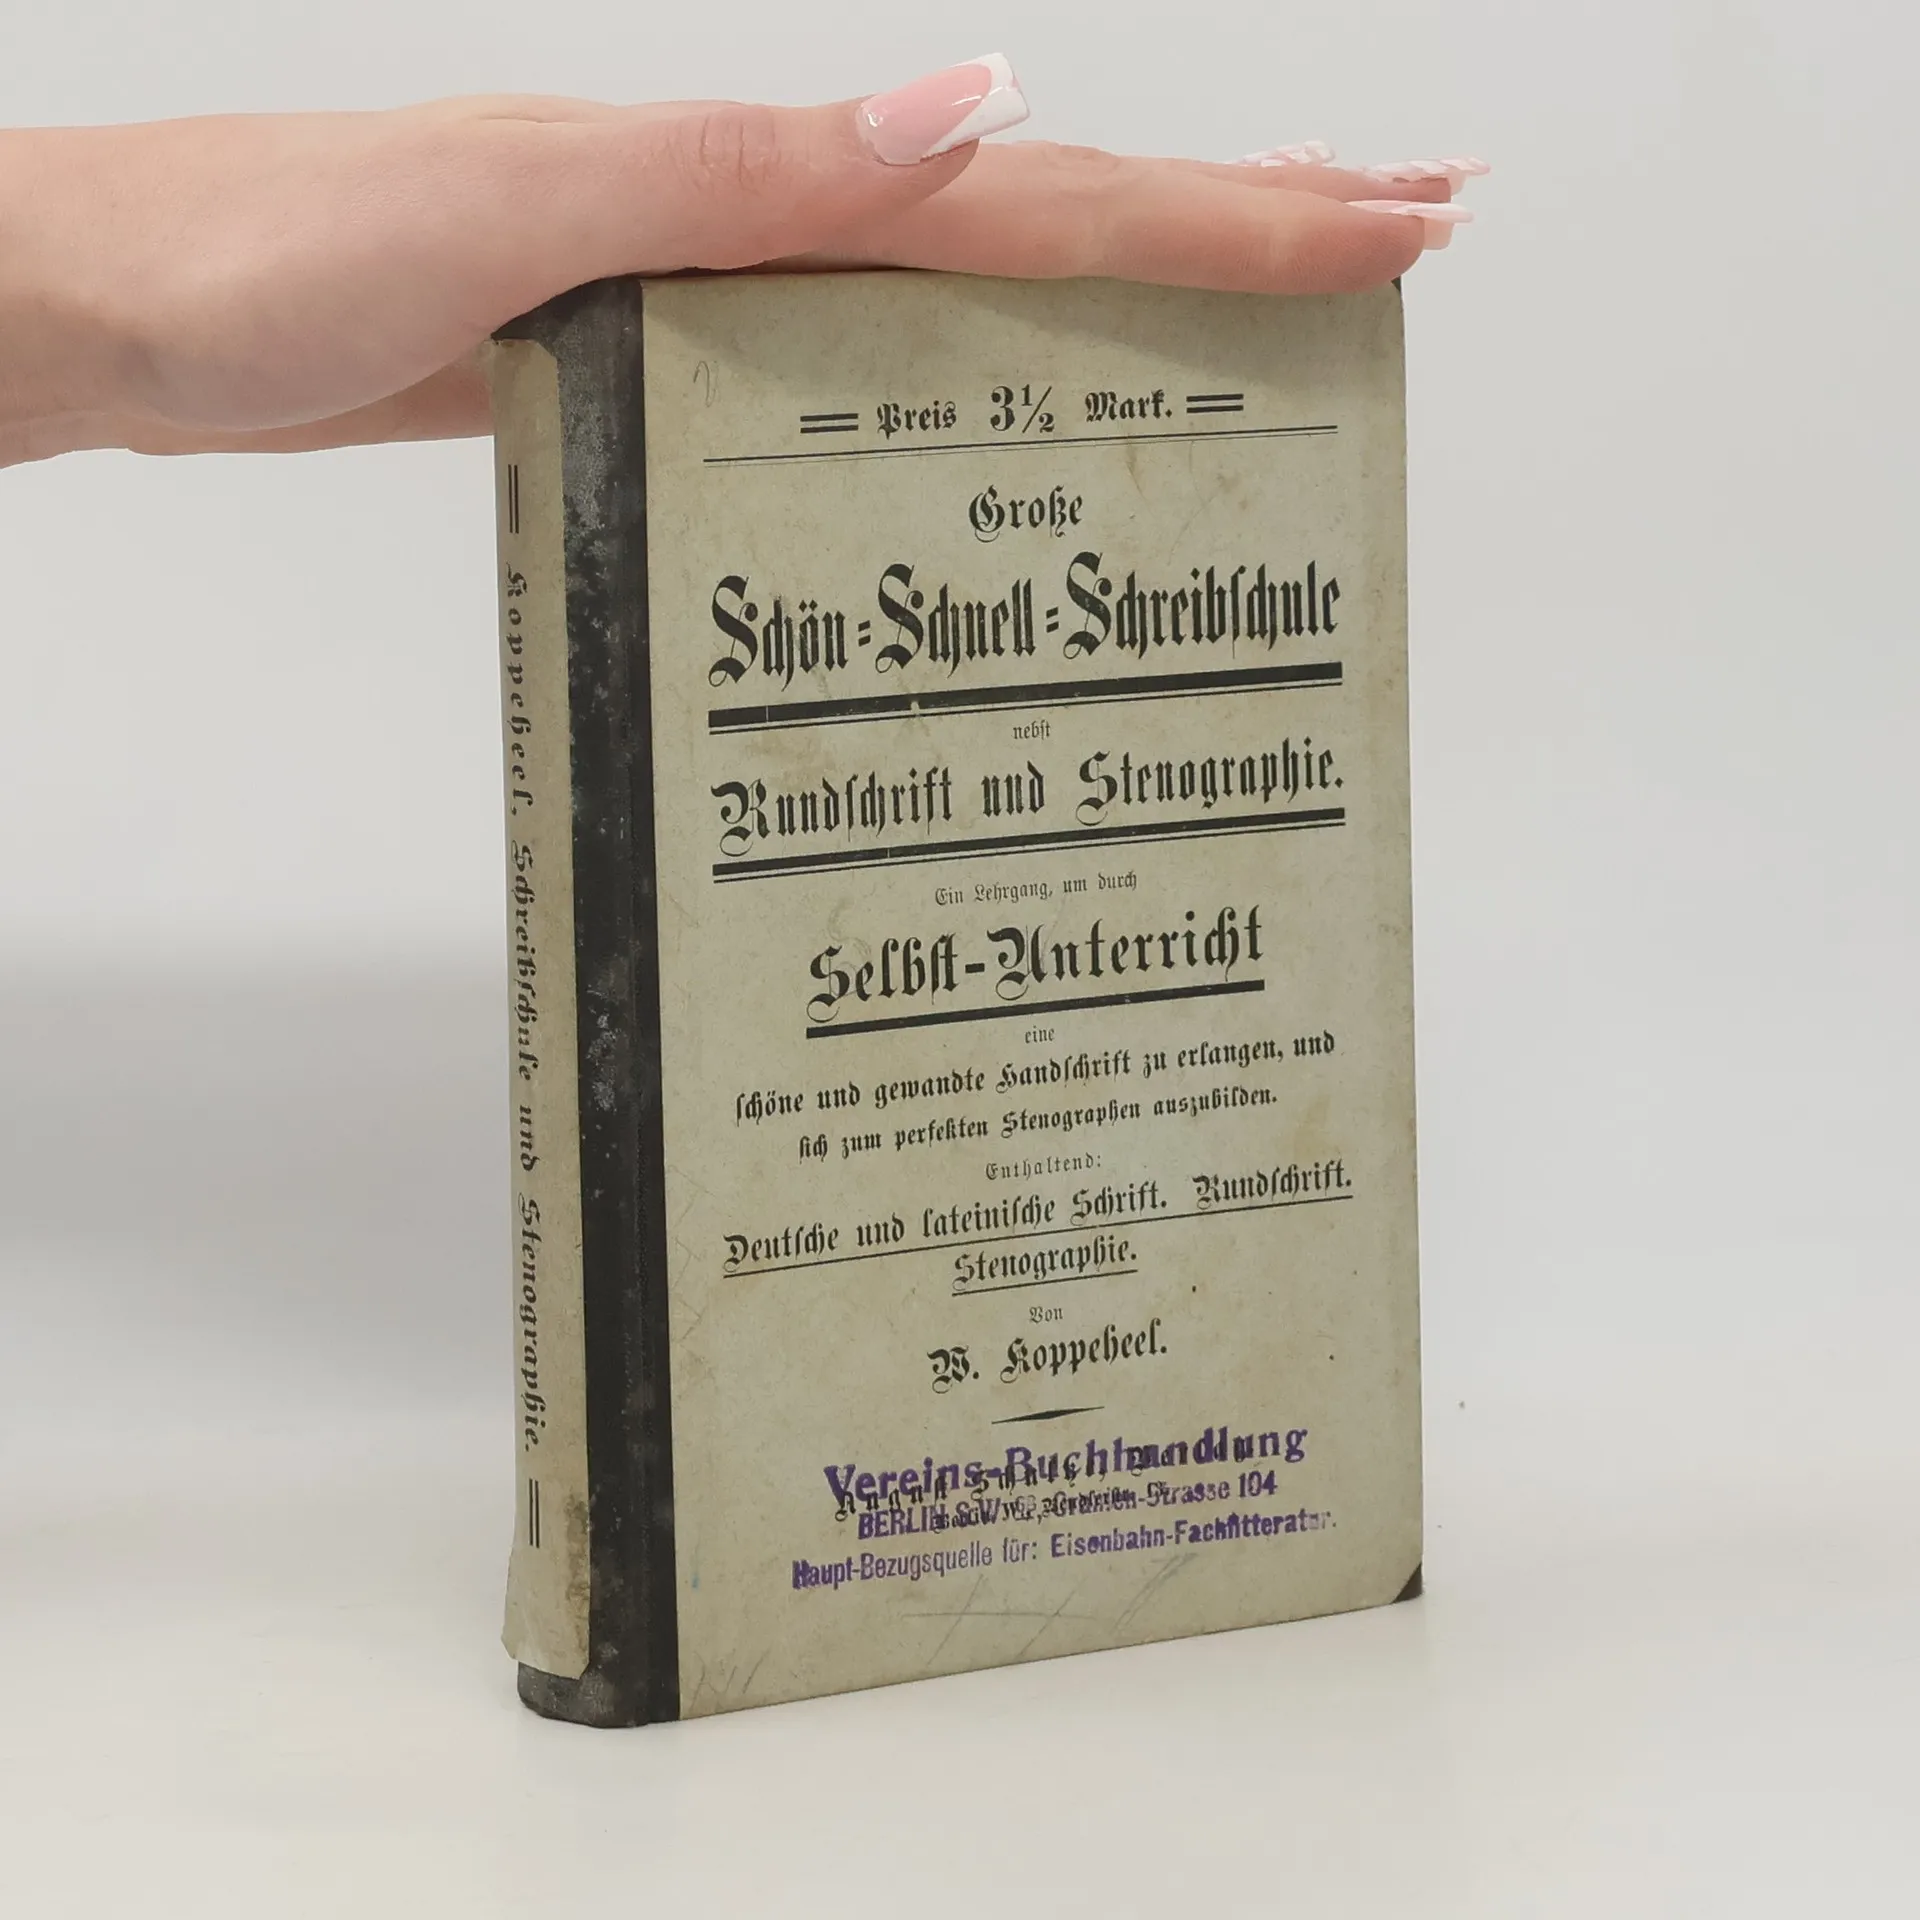 Preis 3½ Mark.
Große
Schön=Schnell=Schreibſchule
nebſt
Rundſchrift und Stenographie.
Ein Lehrgang, um durch
Selbſt-Unterricht
eine
ſchöne und gewandte Handſchrift zu erlangen, und
ſich zum perfekten Stenographen auszubilden.
Enthaltend:
Deutſche und lateiniſche Schrift. Rundſchrift.
Stenographie.
Von
W. Koppeheel.
Vereins-Buchhandlung
BERLIN S.W., Strasse 104
Haupt-Bezugsquelle für: Eisenbahn-Fachlitteratur.
Koppeheel, Schreibſchule und Stenographie.